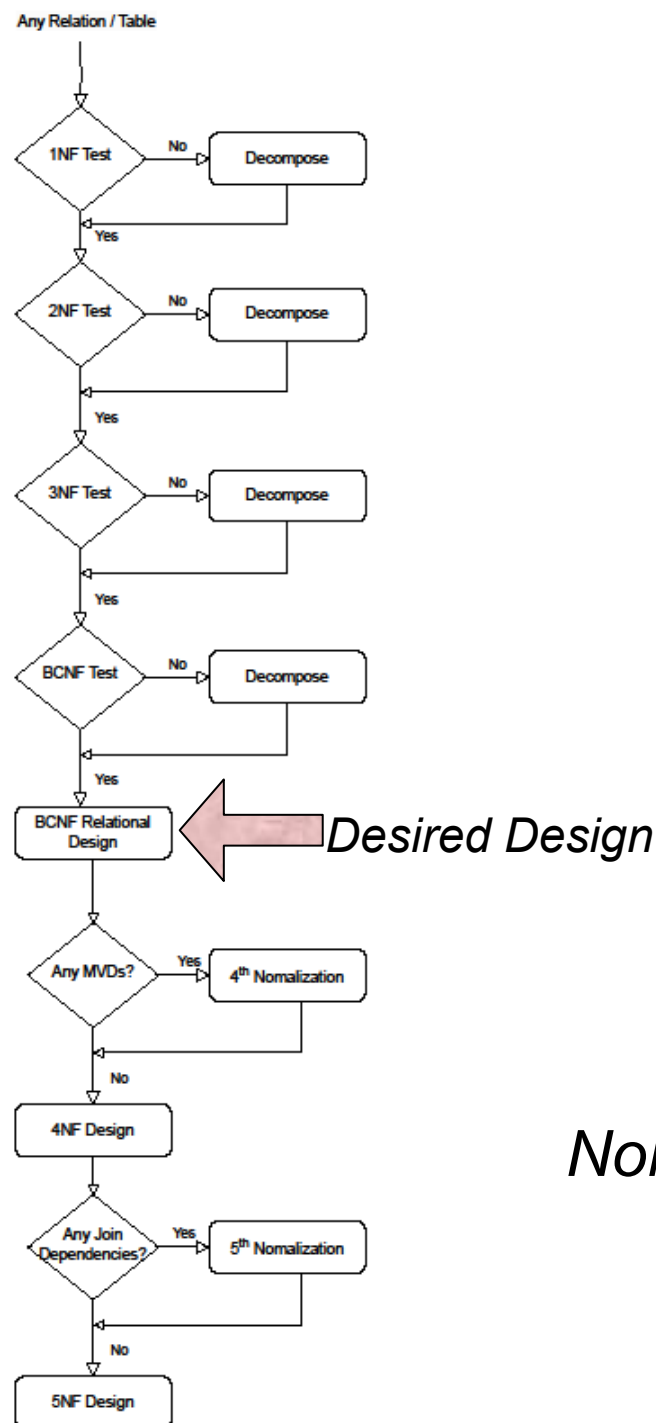 Any Relation / Table
1NF Test
No
Decompose
Yes
2NF Test
No
Decompose
Yes
3NF Test
No
Decompose
Yes
BCNF Test
No
Decompose
Yes
BCNF Relational
Design
Desired Design
Any MVDs?
Yes
4th Nomalization
No
4NF Design
Any Join
Dependencies?
Yes
5th Nomalization
No
5NF Design